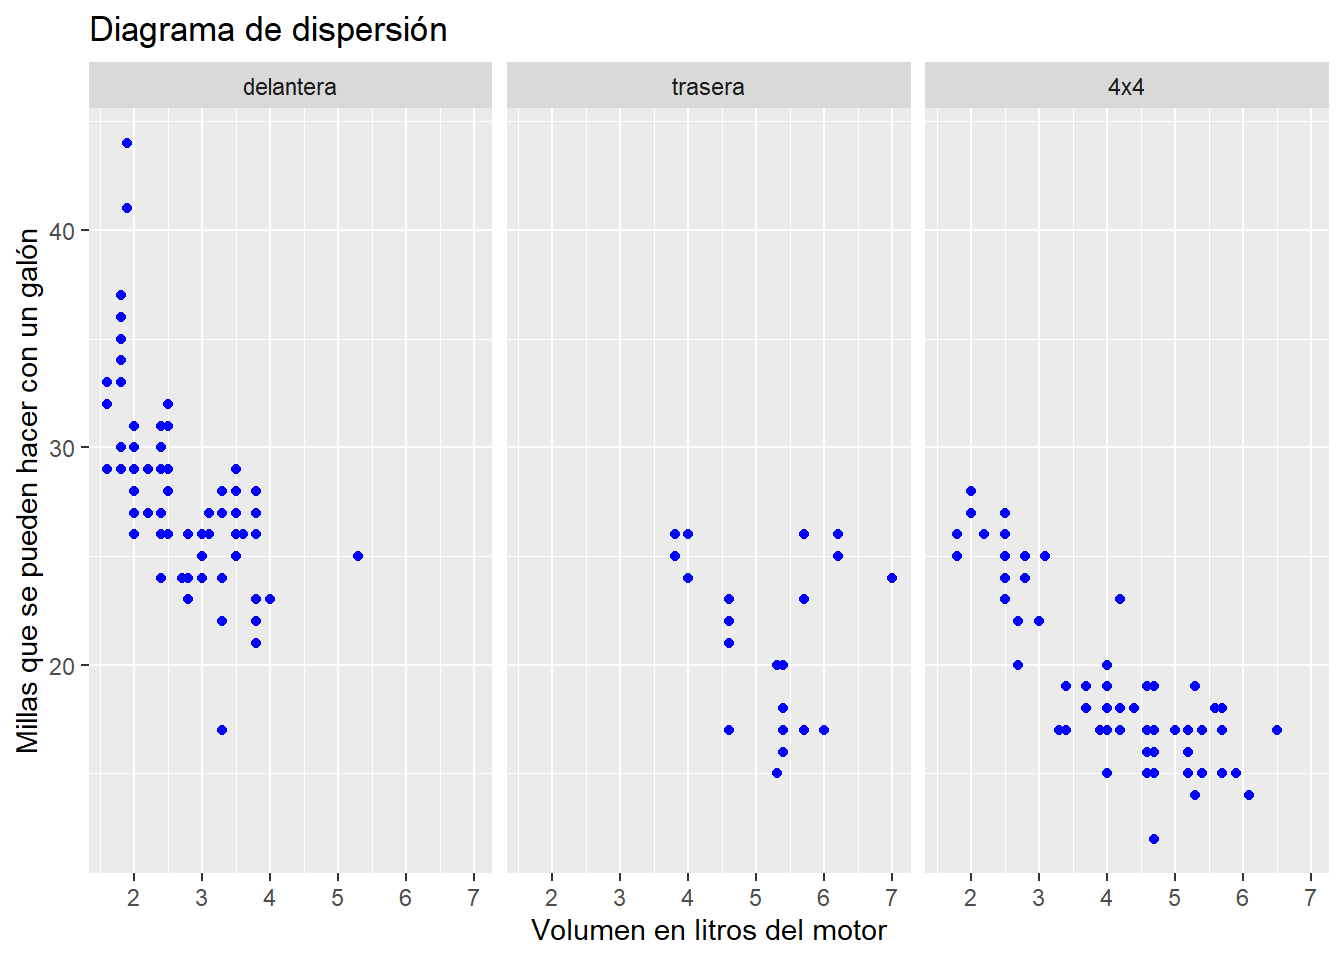 Diagrama de dispersión
delantera
trasera
4x4
Millas que se pueden hacer con un galón
40
30
20
2 3 4 5 6 7
2 3 4 5 6 7
2 3 4 5 6 7
Volumen en litros del motor